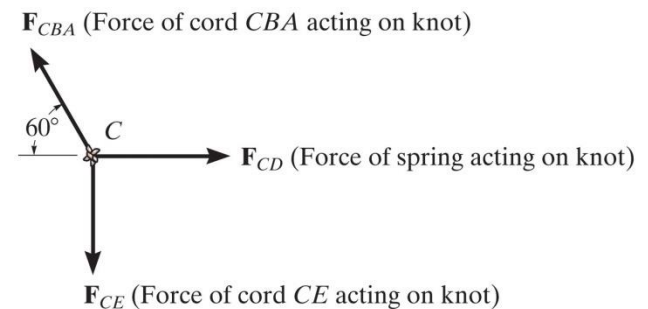 F_CBA (Force of cord CBA acting on knot)
60°
C
F_CD (Force of spring acting on knot)
F_CE (Force of cord CE acting on knot)